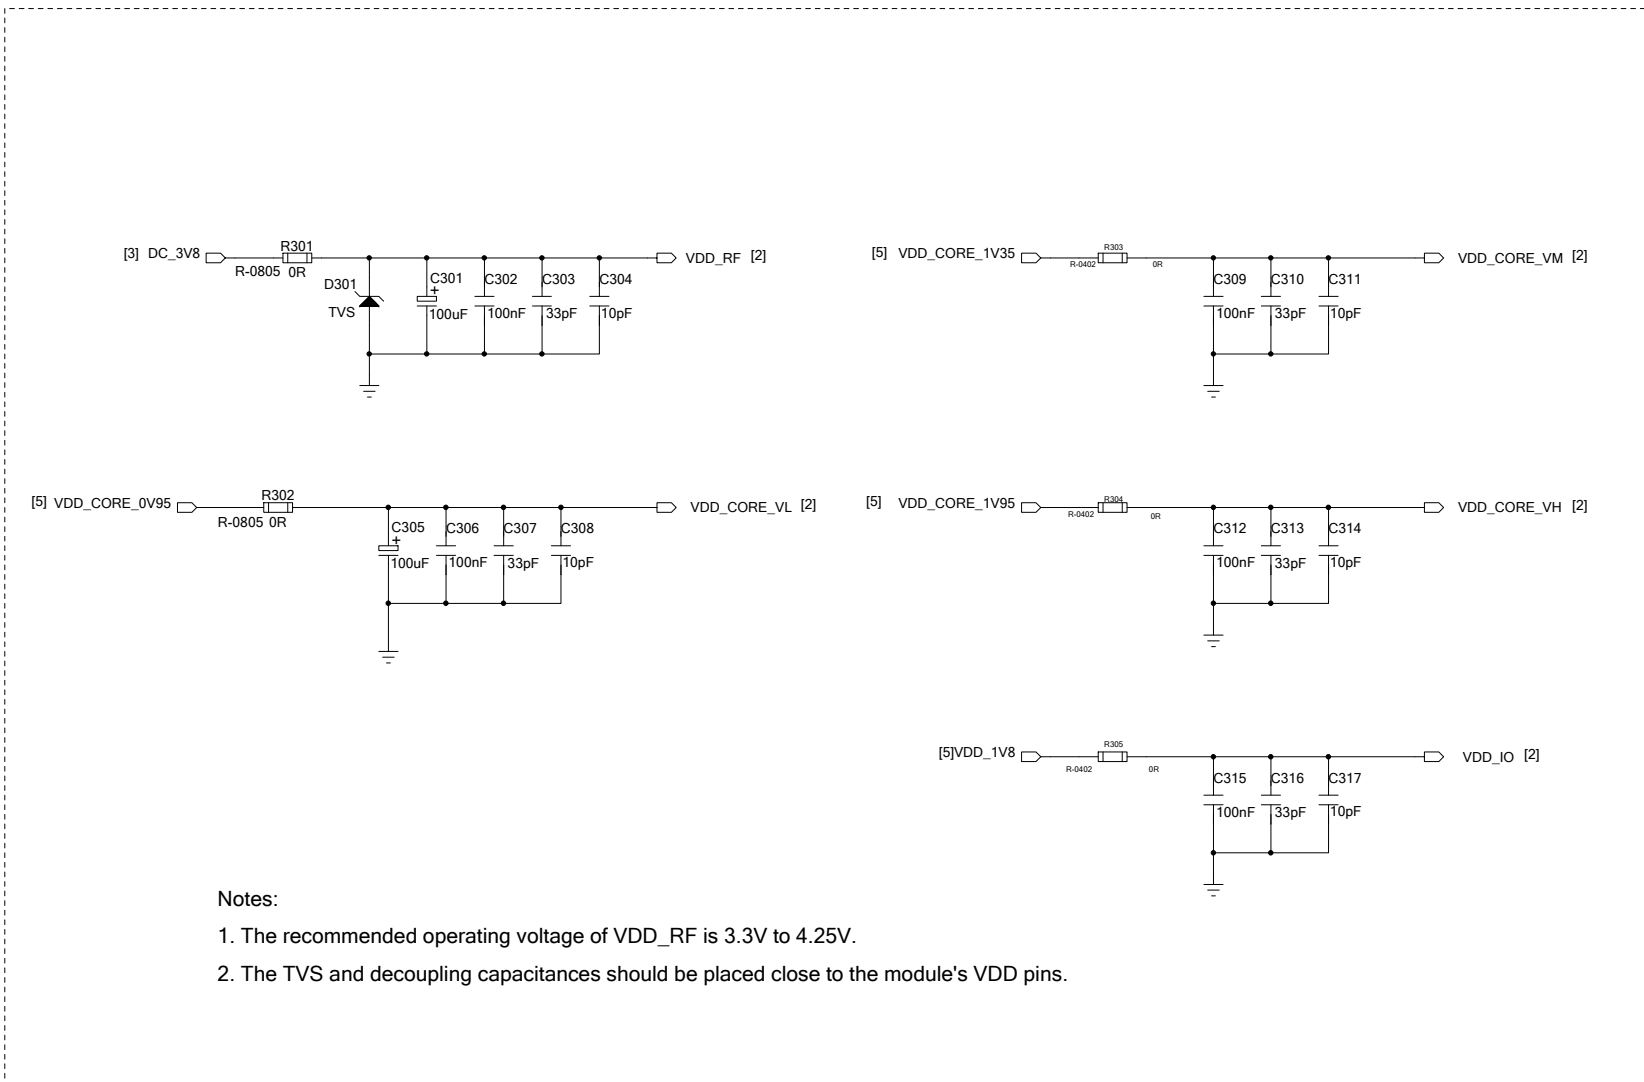 [3] DC_3V8
R301
R-0805 0R
D301
TVS
C301
+
100uF
C302
100nF
C303
33pF
C304
10pF
VDD_RF [2]
[5] VDD_CORE_1V35
R303
R-0402 0R
C309
100nF
C310
33pF
C311
10pF
VDD_CORE_VM [2]
[5] VDD_CORE_0V95
R302
R-0805 0R
C305
+
100uF
C306
100nF
C307
33pF
C308
10pF
VDD_CORE_VL [2]
[5] VDD_CORE_1V95
R304
R-0402 0R
C312
100nF
C313
33pF
C314
10pF
VDD_CORE_VH [2]
[5]VDD_1V8
R305
R-0402 0R
C315
100nF
C316
33pF
C317
10pF
VDD_IO [2]
Notes:
1. The recommended operating voltage of VDD_RF is 3.3V to 4.25V.
2. The TVS and decoupling capacitances should be placed close to the module's VDD pins.